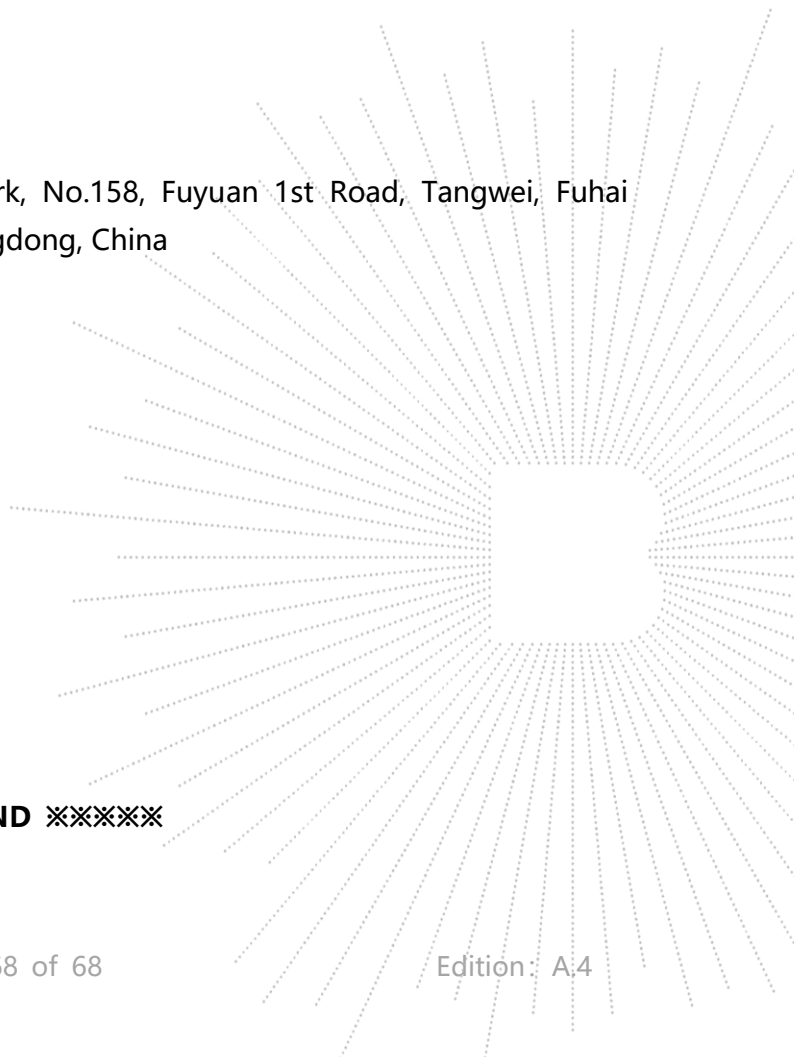 rk, No.158, Fuyuan 1st Road, Tangwei, Fuhai
gdong, China
ND ※※※※※
68 of 68
Edition：A.4